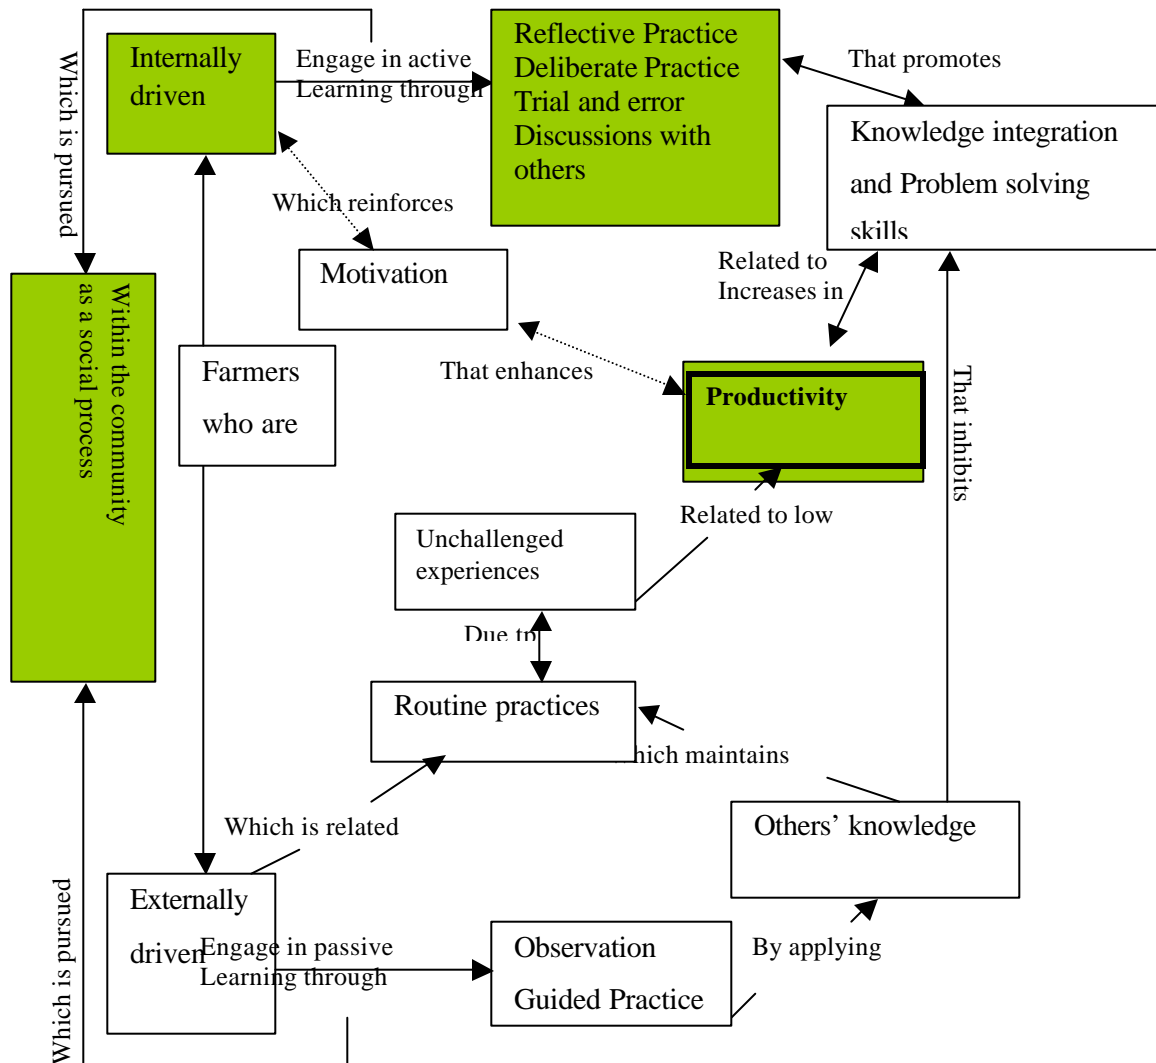 Internally
driven
Engage in active
Learning through
Reflective Practice
Deliberate Practice
Trial and error
Discussions with
others
That promotes
Knowledge integration
and Problem solving
skills
Which is pursued
Which reinforces
Motivation
Related to
Increases in
Within the community
as a social process
Farmers
who are
That enhances
Productivity
That inhibits
Related to low
Unchallenged
experiences
Due tp
Routine practices
which maintains
Which is related
Others’ knowledge
Which is pursued
Externally
driven
Engage in passive
Learning through
Observation
Guided Practice
By applying